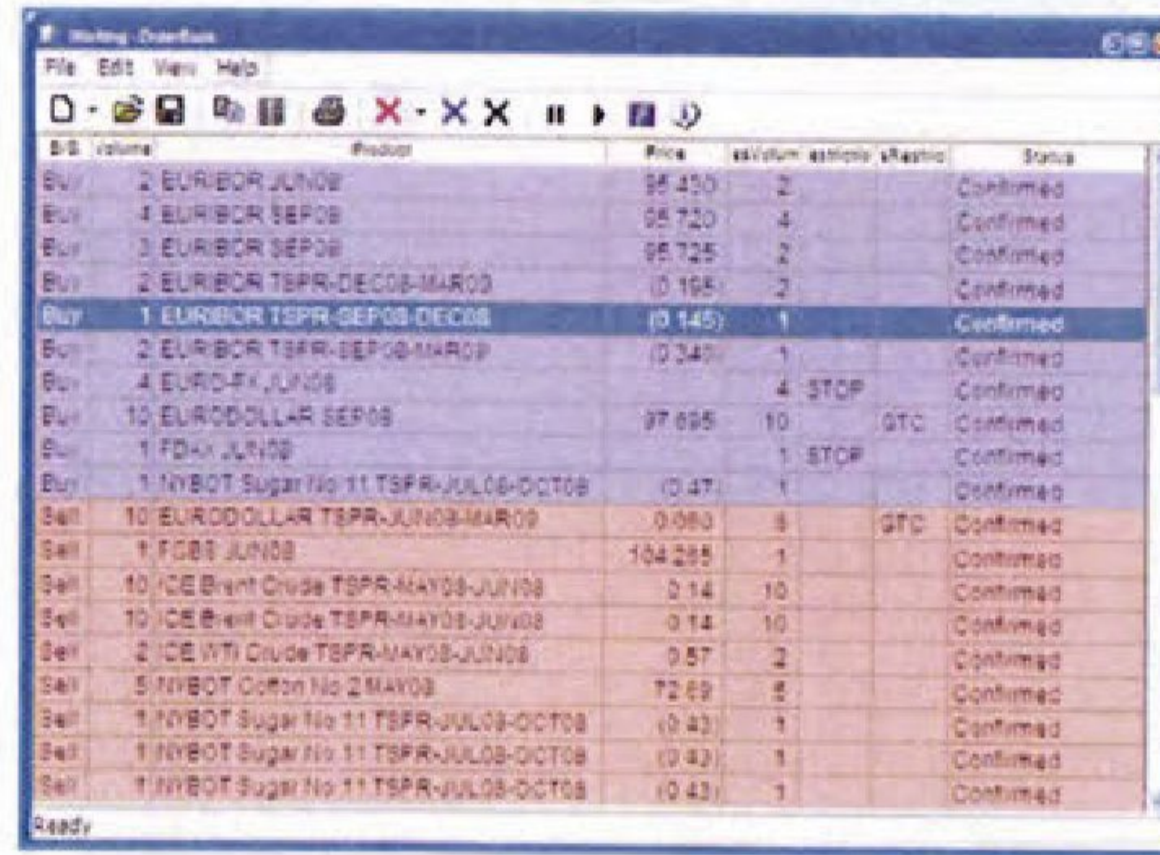 Working - OrderBook
File Edit View Help
B/S Volume Product Price esVolum estrictio sRestric Status
Buy 2 EURIBOR JUN08 95.430 2 Confirmed
Buy 4 EURIBOR SEP08 95.720 4 Confirmed
Buy 3 EURIBOR SEP08 95.725 2 Confirmed
Buy 2 EURIBOR TSPR-DEC08-MAR09 (0.195) 2 Confirmed
Buy 1 EURIBOR TSPR-SEP08-DEC08 (0.145) 1 Confirmed
Buy 2 EURIBOR TSPR-SEP08-MAR09 (0.340) 1 Confirmed
Buy 4 EURO-FX JUN08 4 STOP Confirmed
Buy 10 EURODOLLAR SEP08 97.695 10 GTC Confirmed
Buy 1 FDAX JUN08 1 STOP Confirmed
Buy 1 NYBOT Sugar No 11 TSPR-JUL08-OCT08 (0.47) 1 Confirmed
Sell 10 EURODOLLAR TSPR-JUN08-MAR09 GTC Confirmed
Sell 1 FGBS JUN08 104.285 1 Confirmed
Sell 10 ICE Brent Crude TSPR-MAY08-JUN08 0.14 10 Confirmed
Sell 10 ICE Brent Crude TSPR-MAY08-JUN08 0.14 10 Confirmed
Sell 2 ICE WTI Crude TSPR-MAY08-JUN08 0.57 2 Confirmed
Sell 5 NYBOT Cotton No 2 MAY08 72.69 5 Confirmed
Sell 1 NYBOT Sugar No 11 TSPR-JUL08-OCT08 (0.43) 1 Confirmed
Sell 1 NYBOT Sugar No 11 TSPR-JUL08-OCT08 (0.43) 1 Confirmed
Sell 1 NYBOT Sugar No 11 TSPR-JUL08-OCT08 (0.43) 1 Confirmed
Ready